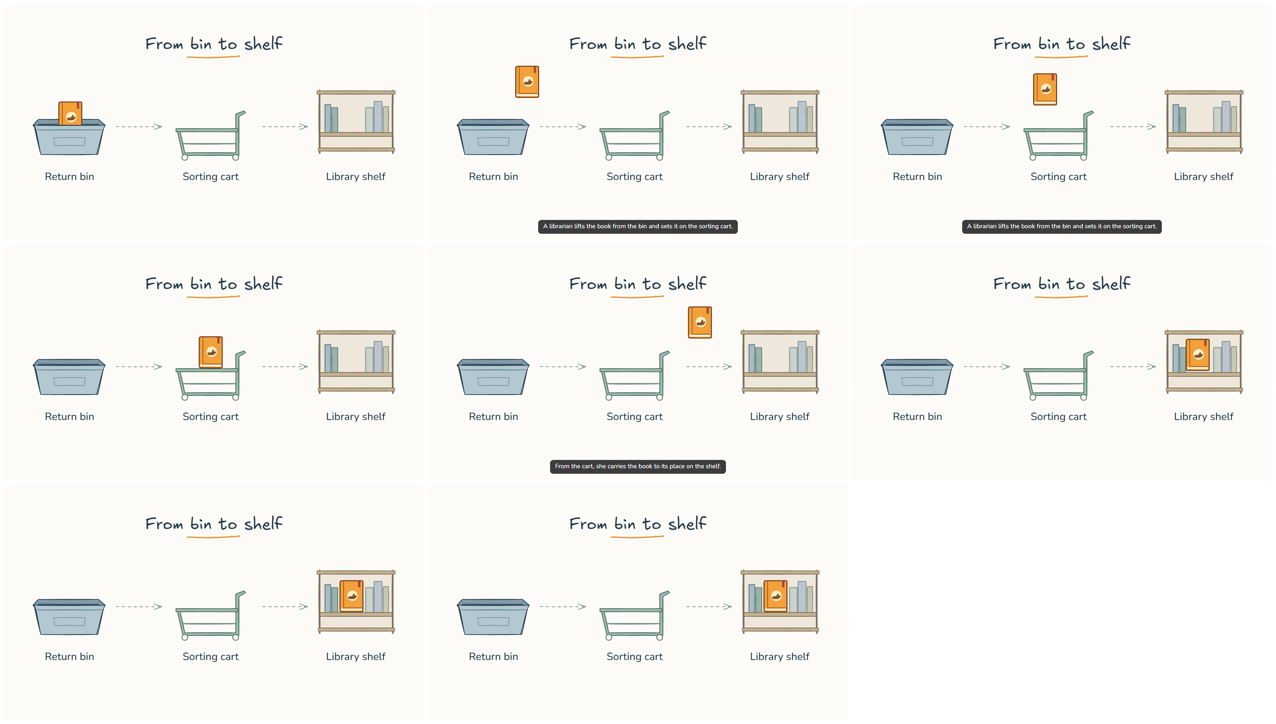 From bin to shelf
Return bin
Sorting cart
Library shelf
From bin to shelf
Return bin
Sorting cart
Library shelf
A librarian lifts the book from the bin and sets it on the sorting cart.
From bin to shelf
Return bin
Sorting cart
Library shelf
A librarian lifts the book from the bin and sets it on the sorting cart.
From bin to shelf
Return bin
Sorting cart
Library shelf
From bin to shelf
Return bin
Sorting cart
Library shelf
From the cart, she carries the book to its place on the shelf.
From bin to shelf
Return bin
Sorting cart
Library shelf
From bin to shelf
Return bin
Sorting cart
Library shelf
From bin to shelf
Return bin
Sorting cart
Library shelf